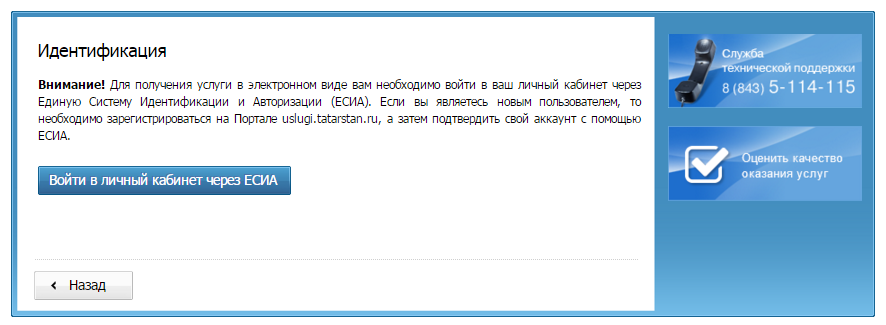 Идентификация
Внимание! Для получения услуги в электронном виде вам необходимо войти в ваш личный кабинет через
Единую Систему Идентификации и Авторизации (ЕСИА). Если вы являетесь новым пользователем, то
необходимо зарегистрироваться на Портале uslugi.tatarstan.ru, а затем подтвердить свой аккаунт с помощью
ЕСИА.
Войти в личный кабинет через ЕСИА
Назад
Служба
технической поддержки
8 (843) 5-114-115
Оценить качество
оказания услуг